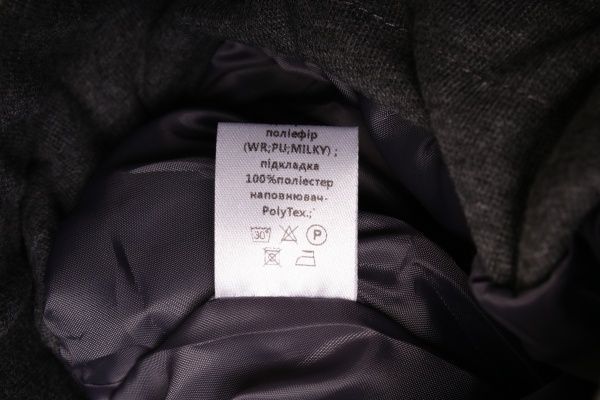 поліефір
(WR;PU;MILKY) ;
підкладка
100%поліестер
наповнювач-
PolyTex.;
30°
P